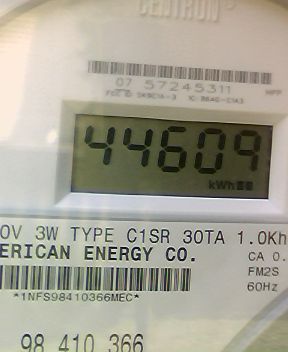 CENTRON
07 57245311
44609
kWh
0V 3W TYPE C1SR 30TA 1.0Kh
ERICAN ENERGY CO.
CA 0.
FM2S
*1NFS98410366MEC*
60Hz
98 410 366